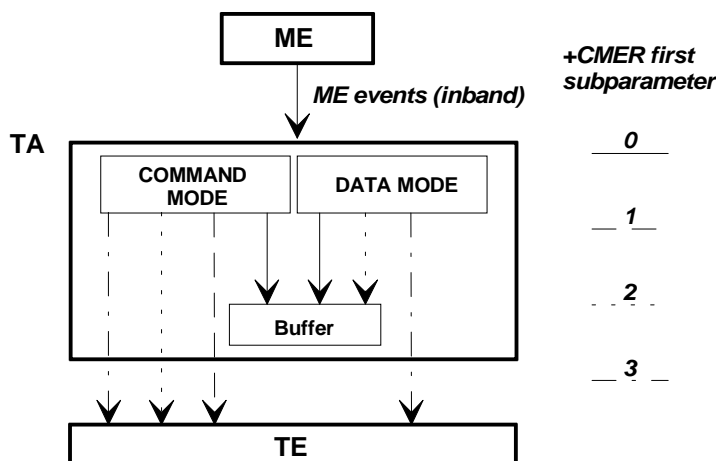 ME
+CMER first
subparameter
ME events (inband)
TA
0
COMMAND
MODE
DATA MODE
1
2
Buffer
3
TE